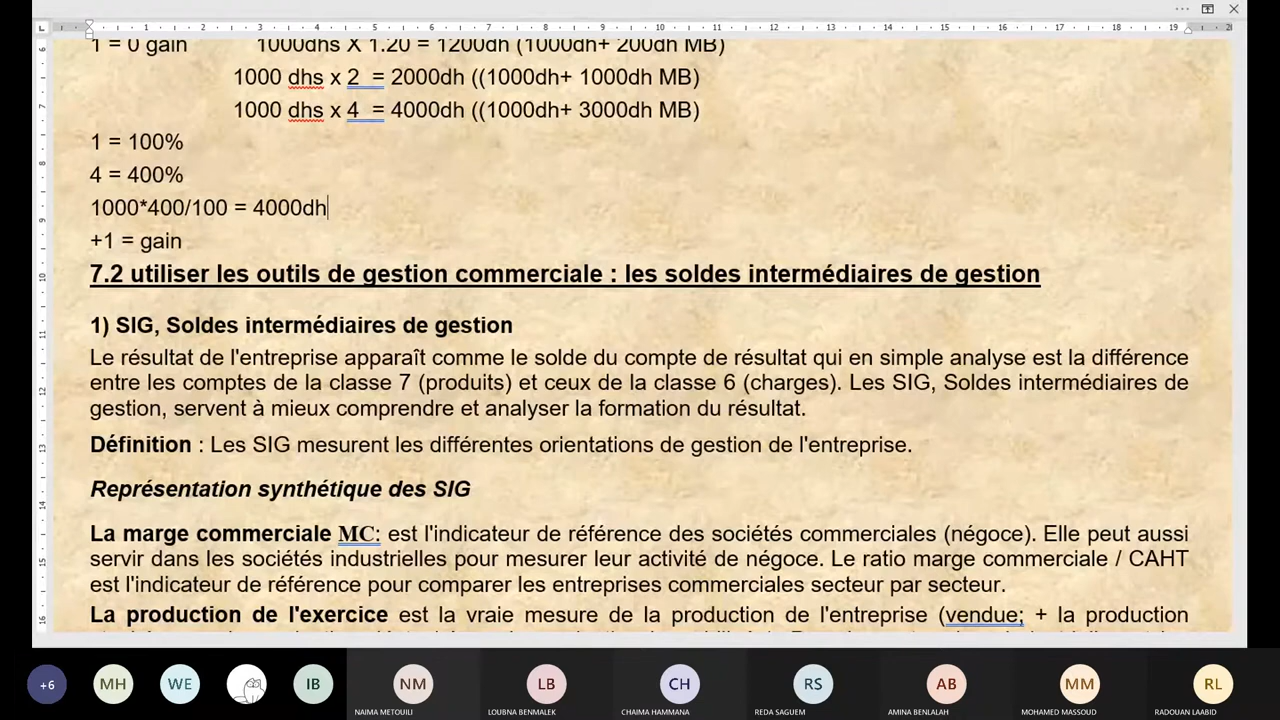 1 = 0 gain 1000dhs X 1.20 = 1200dh (1000dh+ 200dh MB)
1000 dhs x 2 = 2000dh ((1000dh+ 1000dh MB)
1000 dhs x 4 = 4000dh ((1000dh+ 3000dh MB)
1 = 100%
4 = 400%
1000*400/100 = 4000dh
+1 = gain
7.2 utiliser les outils de gestion commerciale : les soldes intermédiaires de gestion
1) SIG, Soldes intermédiaires de gestion
Le résultat de l'entreprise apparaît comme le solde du compte de résultat qui en simple analyse est la différence
entre les comptes de la classe 7 (produits) et ceux de la classe 6 (charges). Les SIG, Soldes intermédiaires de
gestion, servent à mieux comprendre et analyser la formation du résultat.
Définition : Les SIG mesurent les différentes orientations de gestion de l'entreprise.
Représentation synthétique des SIG
La marge commerciale MC: est l'indicateur de référence des sociétés commerciales (négoce). Elle peut aussi
servir dans les sociétés industrielles pour mesurer leur activité de négoce. Le ratio marge commerciale / CAHT
est l'indicateur de référence pour comparer les entreprises commerciales secteur par secteur.
La production de l'exercice est la vraie mesure de la production de l'entreprise (vendue; + la production
+6 MH WE IB NM LB CH RS AB MM RL
NAIMA METOUILI LOUBNA BENMALEK CHAIMA HAMMANA REDA SAGUEM AMINA BENLALAH MOHAMED MASSOUD RADOUAN LAABID